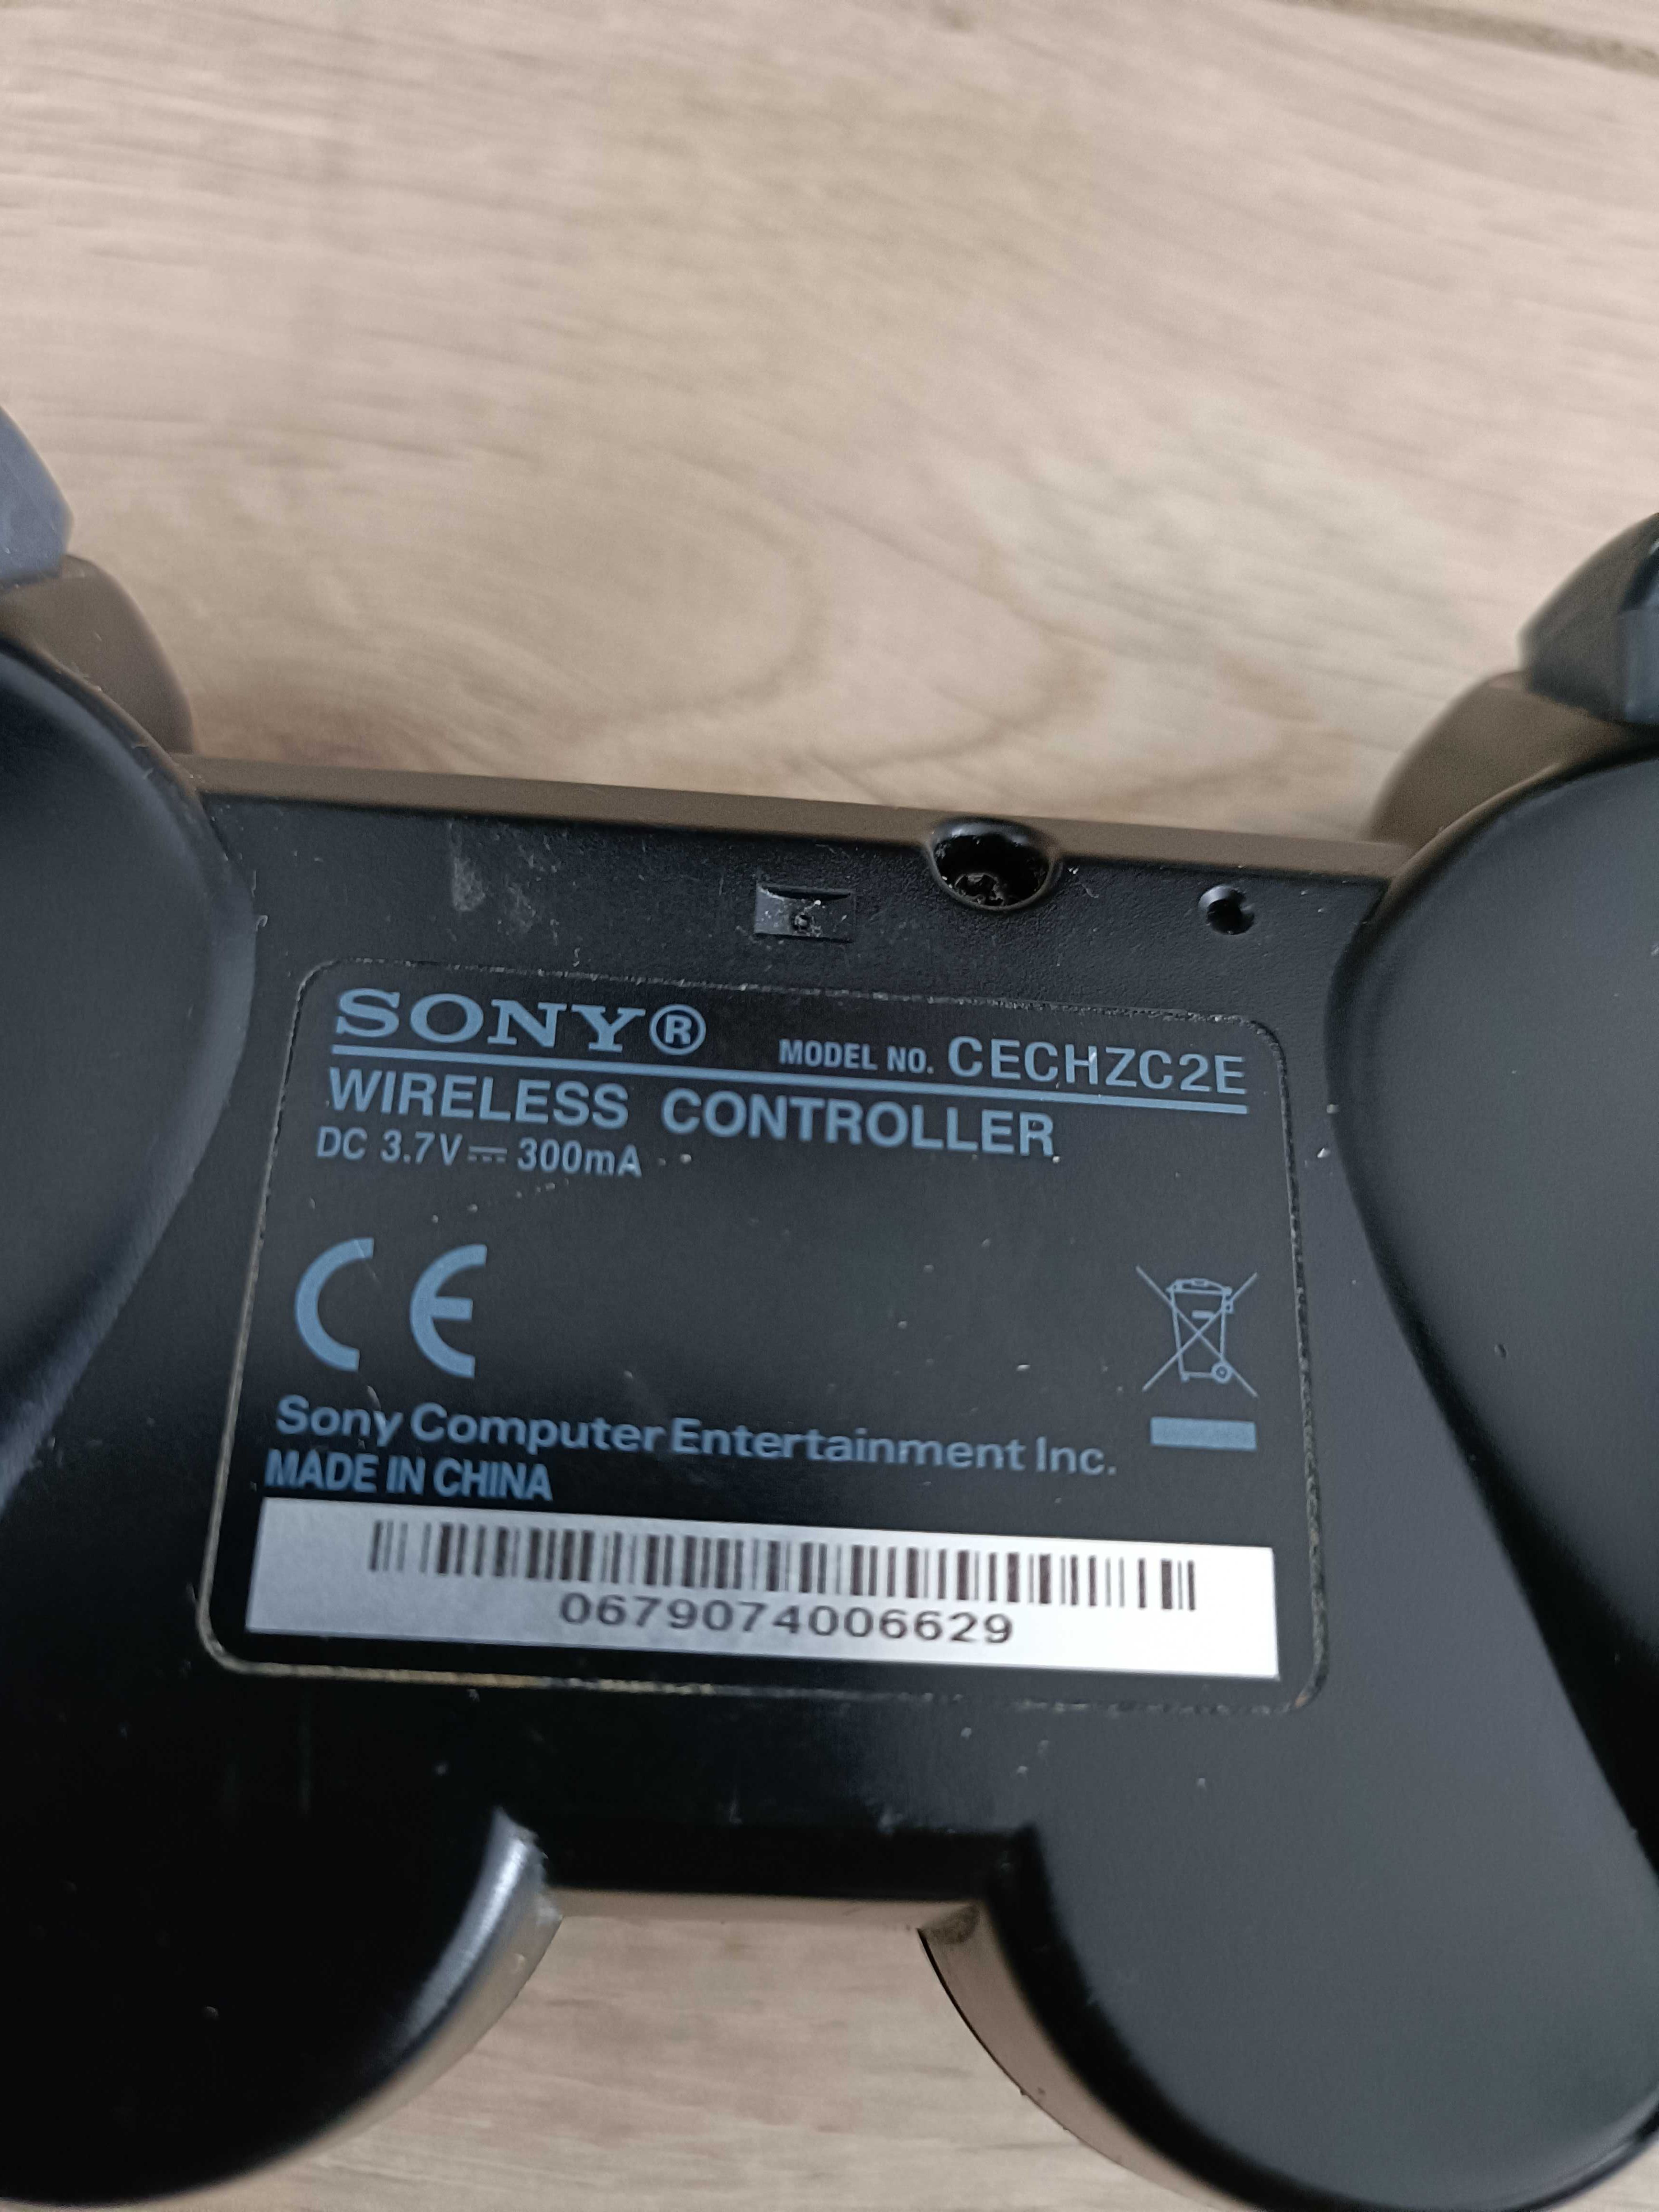 SONY®
MODEL NO. CECHZC2E
WIRELESS CONTROLLER
DC 3.7V⎓300mA
CE
Sony Computer Entertainment Inc.
MADE IN CHINA
0679074006629